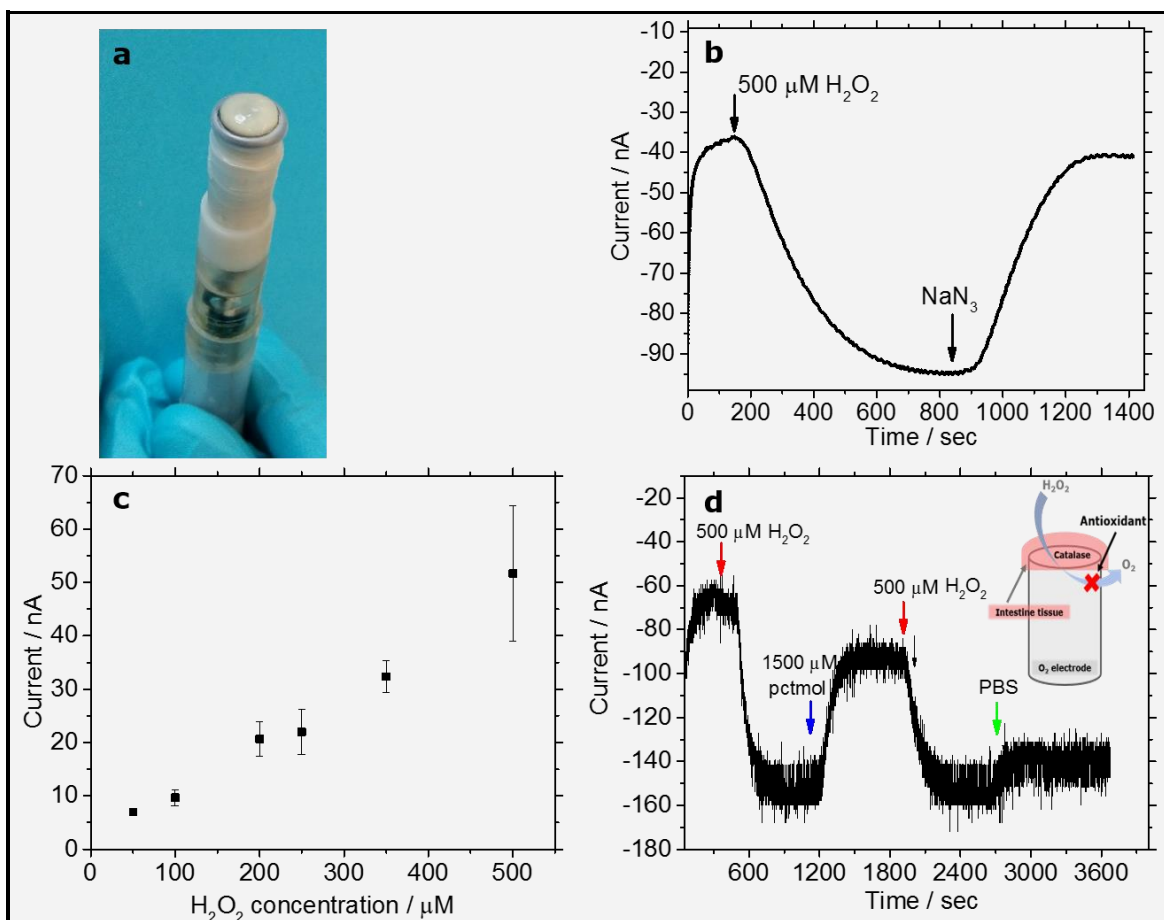 a
b
-10
-20
-30
-40
-50
-60
-70
-80
-90
Current / nA
500 μM H₂O₂
NaN₃
0 200 400 600 800 1000 1200 1400
Time / sec
c
70
60
50
40
30
20
10
0
Current / nA
0 50 100 200 300 400 500
H₂O₂ concentration / μM
d
-20
-40
-60
-80
-100
-120
-140
-160
-180
Current / nA
500 μM H₂O₂
1500 μM
pctmol
500 μM H₂O₂
PBS
H₂O₂
Antioxidant
Catalase
O₂
Intestine tissue
O₂ electrode
600 1200 1800 2400 3000 3600
Time / sec